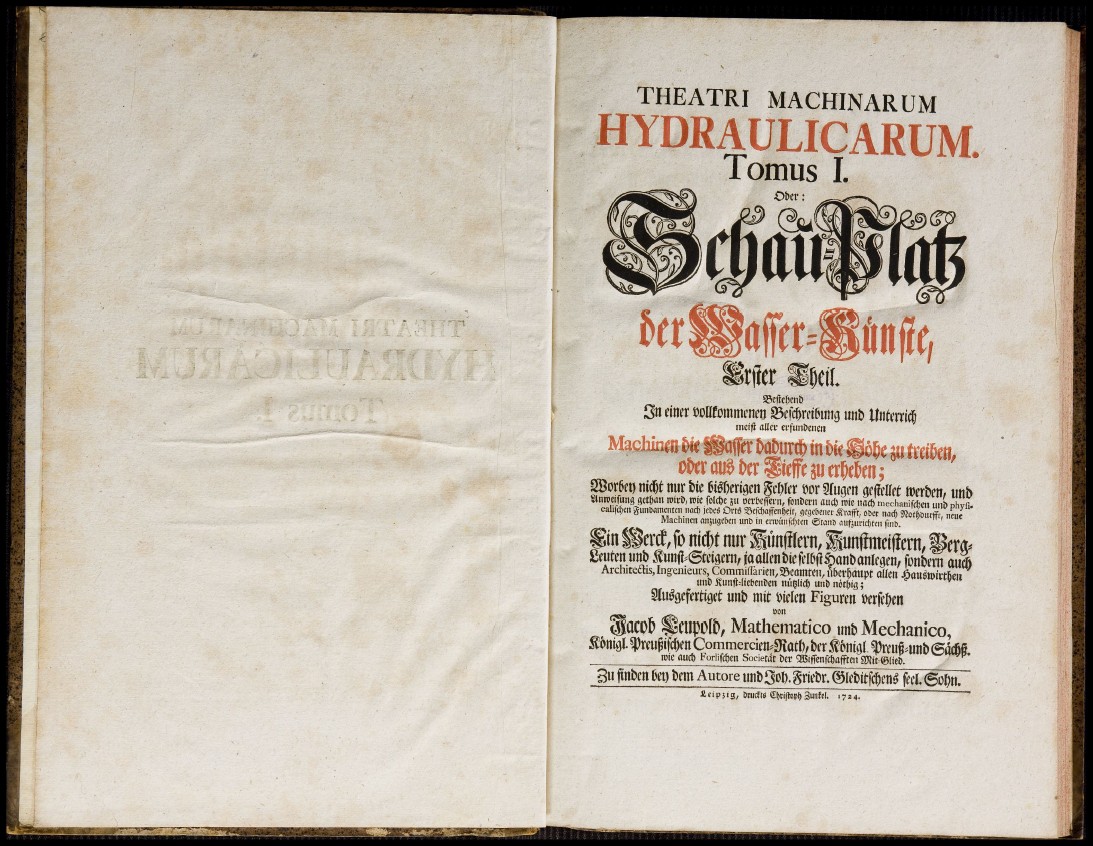 THEATRI MACHINARUM
HYDRAULICARUM
Tomus I.
THEATRI MACHINARUM
HYDRAULICARUM.
Tomus I.
Oder:
Schau-Platz
der Wasser-Künste,
Erster Theil.
Bestehend
In einer vollkommenen Beschreibung und Unterrich
meist aller erfundenen
Machinen die Wasser dadurch in die Höhe zu treiben,
oder aus der Tieffe zu erheben;
Worbey nicht nur die bisherigen Fehler vor Augen gestellet werden, und
Anweisung gethan wird, wie solche zu verbessern, sondern auch wie nach mechanischen und physi-
calischen Fundamenten nach jedes Orts Beschaffenheit, gegebener Krafft, oder nach Nothdurfft, neue
Machinen anzugeben und in erwünschten Stand aufzurichten sind.
Ein Werck, so nicht nur Künstlern, Kunstmeistern, Berg-
Leuten und Kunst-Steigern, ja allen die selbst Hand anlegen, sondern auch
Architectis, Ingenieurs, Commissarien, Beamten, überhaupt allen Hauswirthen
und Kunst-liebenden nützlich und nöthig;
Ausgefertiget und mit vielen Figuren versehen
von
Jacob Leupold, Mathematico und Mechanico,
Königl. Preußischen Commercien-Rath, der Königl. Preuß- und Sächß.
wie auch Forlischen Societät der Wissenschafften Mit-Glied.
Zu finden bey dem Autore und Joh. Friedr. Gleditschens seel. Sohn.
Leipzig, druckts Christoph Zunkel. 1724.